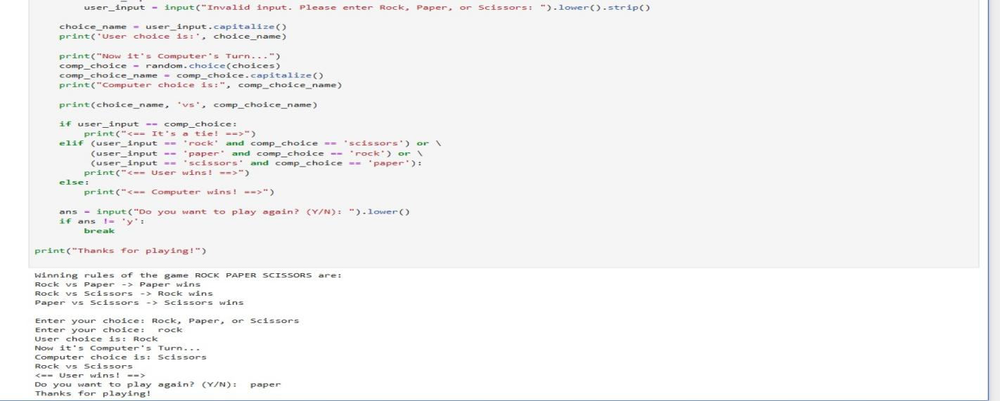 user_input = input("Invalid input. Please enter Rock, Paper, or Scissors: ").lower().strip()
choice_name = user_input.capitalize()
print('User choice is:', choice_name)
print("Now it's Computer's Turn...")
comp_choice = random.choice(choices)
comp_choice_name = comp_choice.capitalize()
print("Computer choice is:", comp_choice_name)
print(choice_name, 'vs', comp_choice_name)
if user_input == comp_choice:
print("<== It's a tie! ==>")
elif (user_input == 'rock' and comp_choice == 'scissors') or \
(user_input == 'paper' and comp_choice == 'rock') or \
(user_input == 'scissors' and comp_choice == 'paper'):
print("<== User wins! ==>")
else:
print("<== Computer wins! ==>")
ans = input("Do you want to play again? (Y/N): ").lower()
if ans != 'y':
break
print("Thanks for playing!")
Winning rules of the game ROCK PAPER SCISSORS are:
Rock vs Paper -> Paper wins
Rock vs Scissors -> Rock wins
Paper vs Scissors -> Scissors wins
Enter your choice: Rock, Paper, or Scissors
Enter your choice:  rock
User choice is: Rock
Now it's Computer's Turn...
Computer choice is: Scissors
Rock vs Scissors
<== User wins! ==>
Do you want to play again? (Y/N):  paper
Thanks for playing!